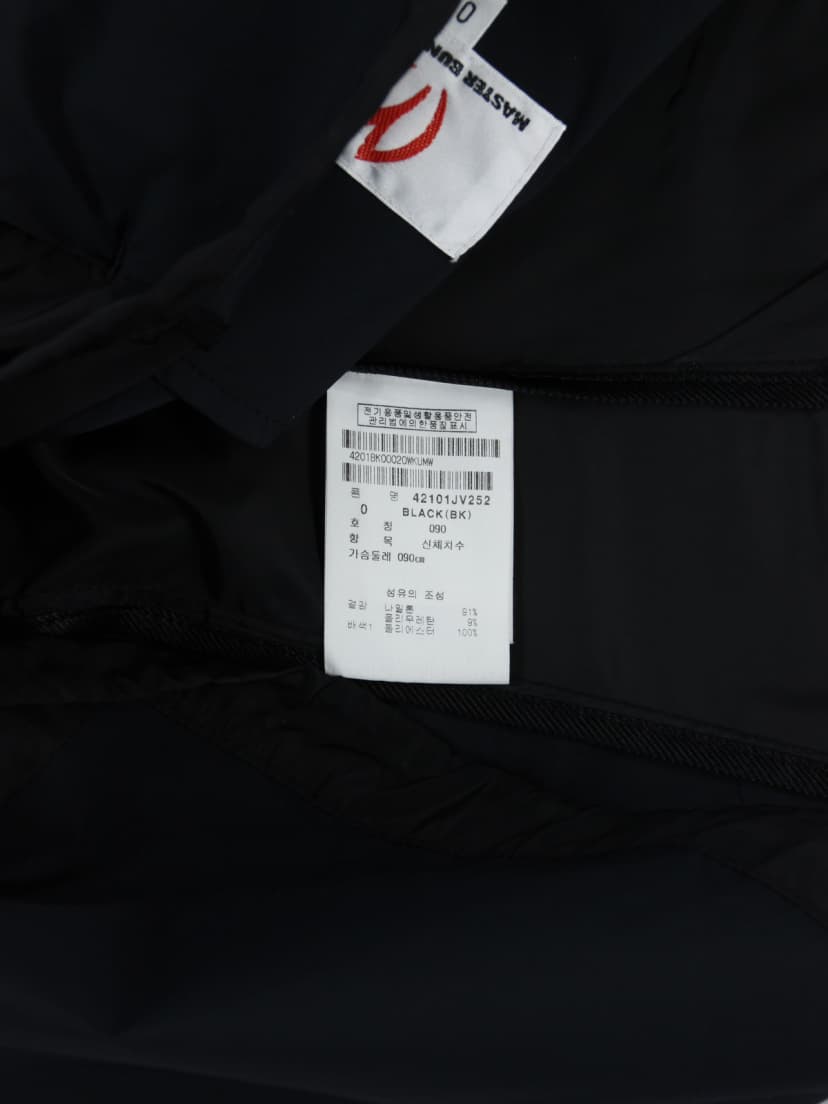 0
MASTER BUN
전기용품및생활용품안전
관리법에의한품질표시
4201BK00020WKUMW
품 명 42101JV252
0 BLACK(BK)
호 칭 090
항 목 신체치수
가슴둘레 090cm
섬유의 조성
겉감 나일론 91%
폴리우레탄 9%
배색1 폴리에스터 100%